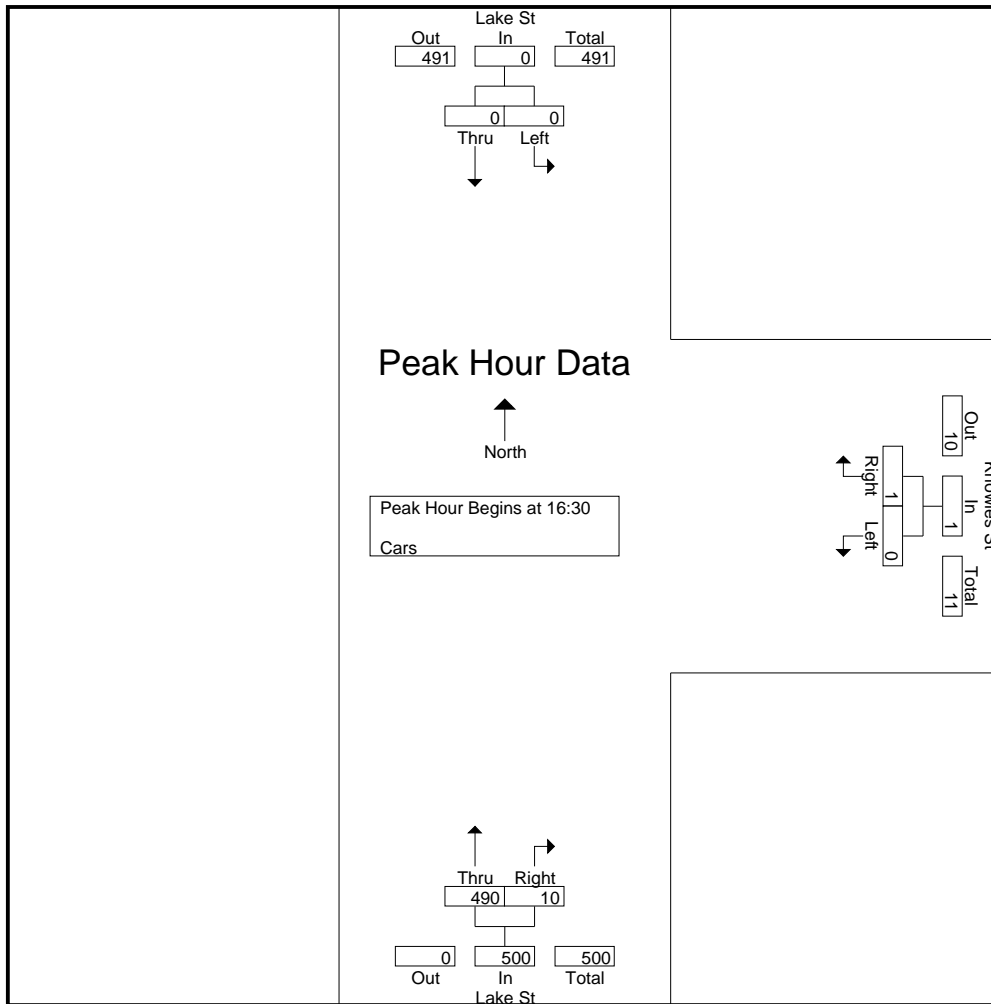 Lake St
Out In Total
491 0 491
0 0
Thru Left
Peak Hour Data
North
Peak Hour Begins at 16:30
Cars
Right Left
1 0
Out In Total
10 1 11
Knowles St
Thru Right
490 10
0 500 500
Out In Total
Lake St